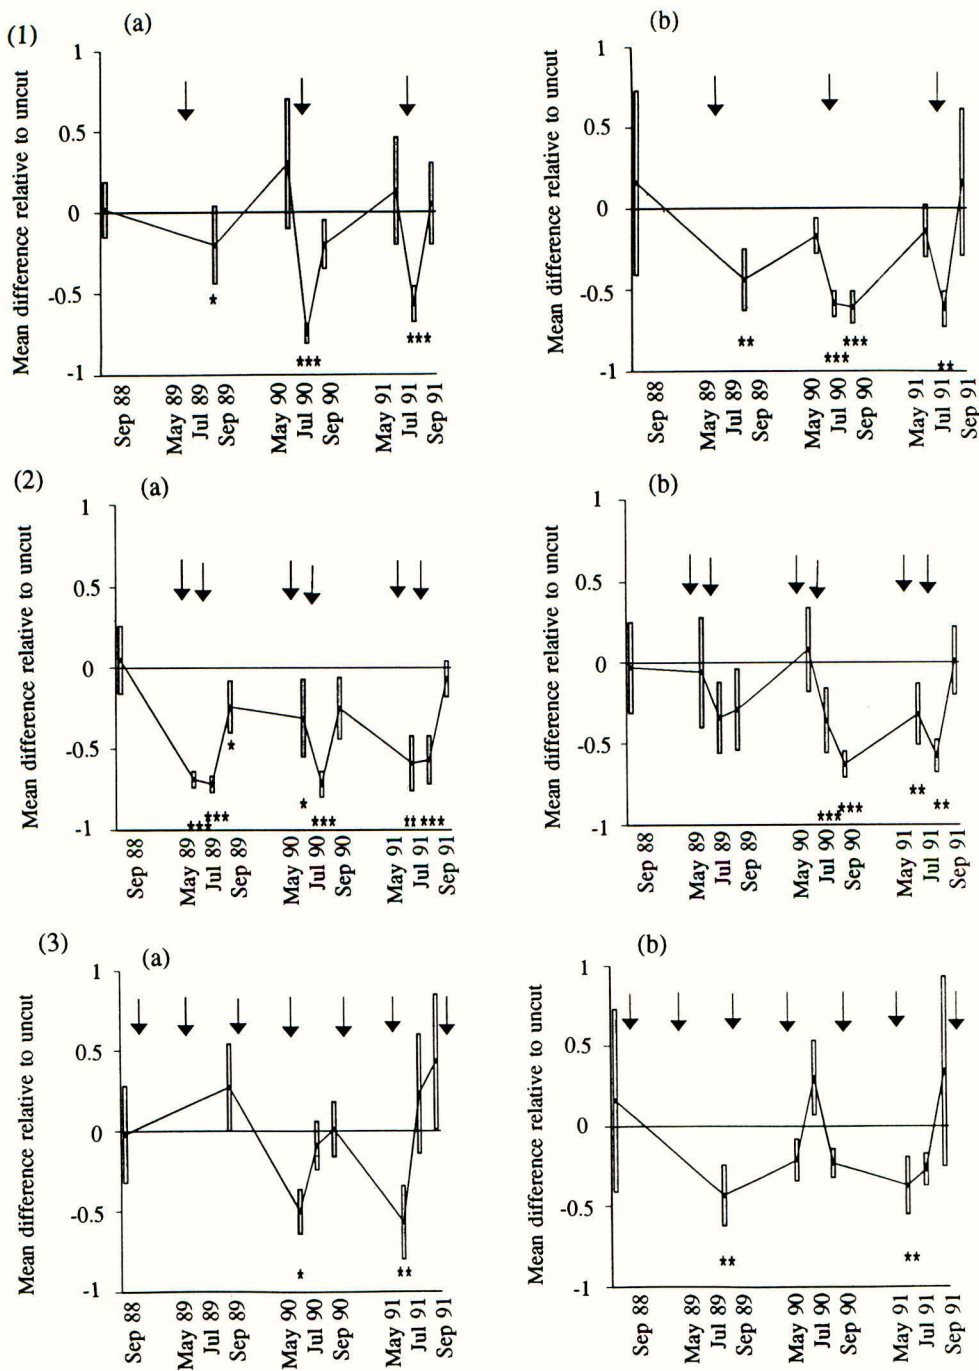 (1) (a) (b)
Mean difference relative to uncut
1
0.5
0
-0.5
-1
*
***
***
Sep 88
May 89
Jul 89
Sep 89
May 90
Jul 90
Sep 90
May 91
Jul 91
Sep 91
Mean difference relative to uncut
1
0.5
0
-0.5
-1
**
***
***
**
Sep 88
May 89
Jul 89
Sep 89
May 90
Jul 90
Sep 90
May 91
Jul 91
Sep 91
(2) (a) (b)
Mean difference relative to uncut
1
0.5
0
-0.5
-1
***
***
*
*
***
**
***
Sep 88
May 89
Jul 89
Sep 89
May 90
Jul 90
Sep 90
May 91
Jul 91
Sep 91
Mean difference relative to uncut
1
0.5
0
-0.5
-1
***
***
**
**
Sep 88
May 89
Jul 89
Sep 89
May 90
Jul 90
Sep 90
May 91
Jul 91
Sep 91
(3) (a) (b)
Mean difference relative to uncut
1
0.5
0
-0.5
-1
*
**
Sep 88
May 89
Jul 89
Sep 89
May 90
Jul 90
Sep 90
May 91
Jul 91
Sep 91
Mean difference relative to uncut
1
0.5
0
-0.5
-1
**
**
Sep 88
May 89
Jul 89
Sep 89
May 90
Jul 90
Sep 90
May 91
Jul 91
Sep 91